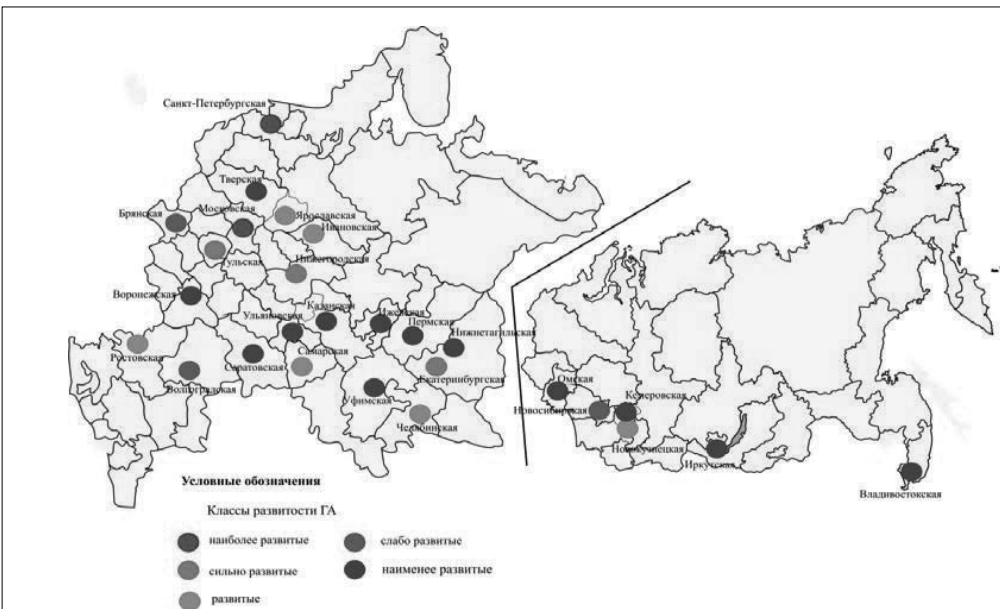 Санкт-Петербургская
Тверская
Брянская
Московская
Ярославская
Ивановская
Тульская
Нижегородская
Воронежская
Казанская
Ульяновская
Ижевская
Пермская
Нижнетагильская
Ростовская
Самарская
Саратовская
Екатеринбургская
Волгоградская
Уфимская
Челябинская
Омская
Кемеровская
Новосибирская
Новокузнецкая
Иркутская
Владивостокская
Условные обозначения
Классы развитости ГА
наиболее развитые
слабо развитые
сильно развитые
наименее развитые
развитые